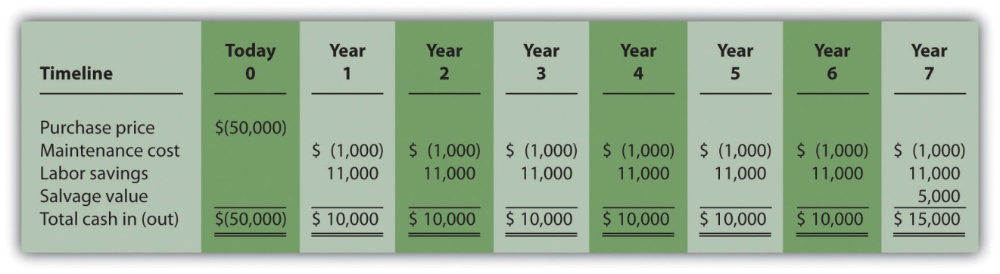 Today Year Year Year Year Year Year Year
Timeline 0 1 2 3 4 5 6 7
Purchase price $(50,000)
Maintenance cost $ (1,000) $ (1,000) $ (1,000) $ (1,000) $ (1,000) $ (1,000) $ (1,000)
Labor savings 11,000 11,000 11,000 11,000 11,000 11,000 11,000
Salvage value 5,000
Total cash in (out) $(50,000) $ 10,000 $ 10,000 $ 10,000 $ 10,000 $ 10,000 $ 10,000 $ 15,000